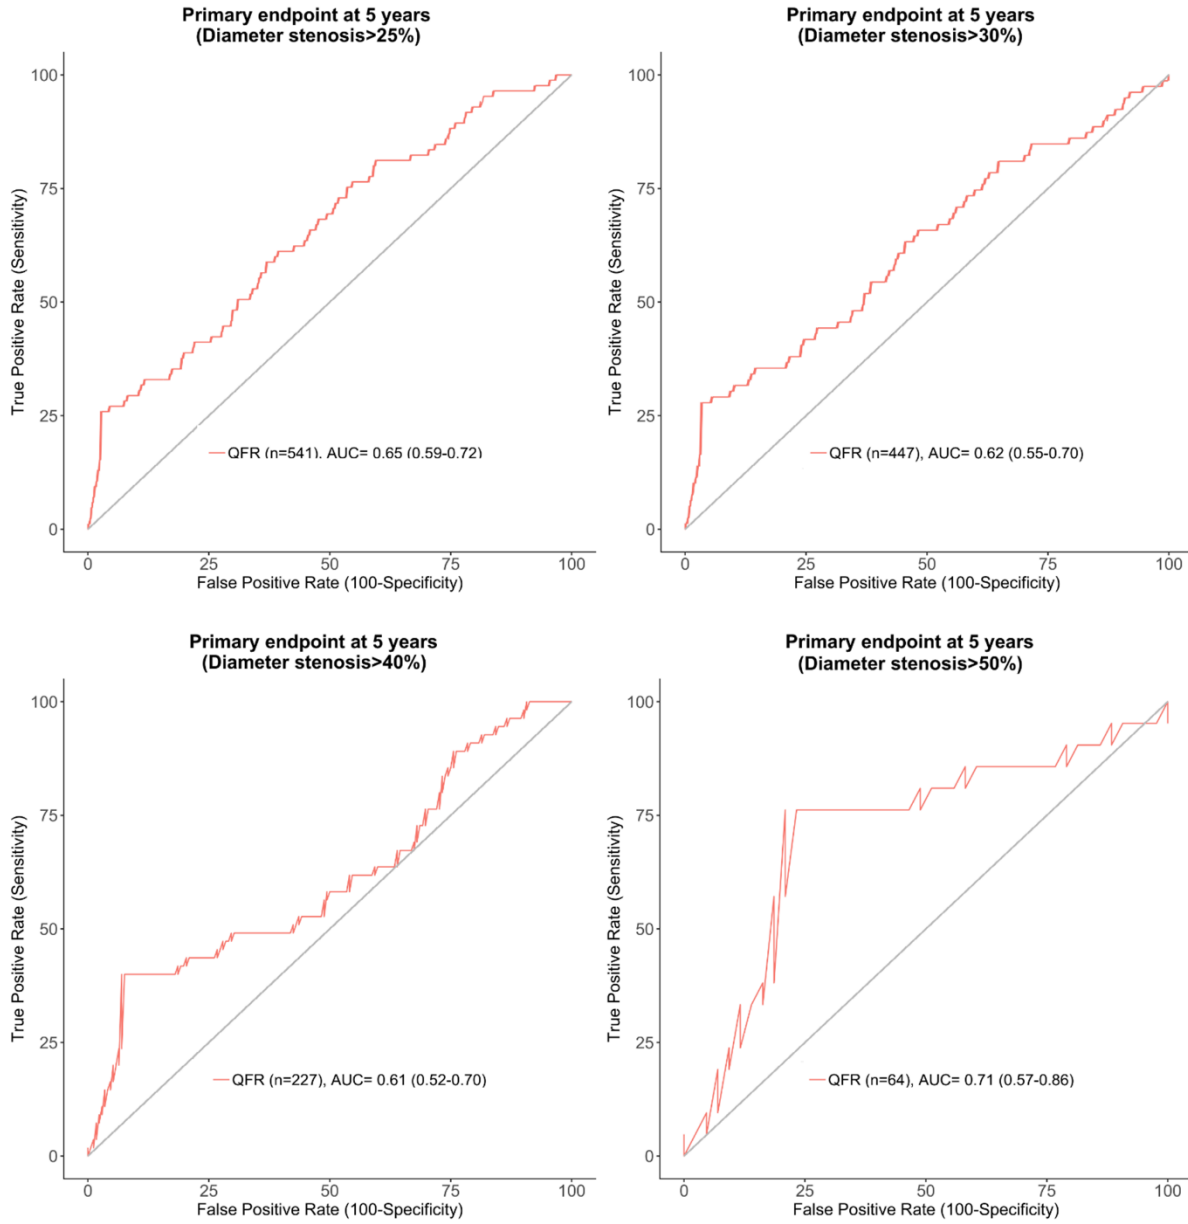 Primary endpoint at 5 years
(Diameter stenosis>25%)
True Positive Rate (Sensitivity)
100
75
50
25
0
QFR (n=541), AUC= 0.65 (0.59-0.72)
0 25 50 75 100
False Positive Rate (100-Specificity)
Primary endpoint at 5 years
(Diameter stenosis>30%)
True Positive Rate (Sensitivity)
100
75
50
25
0
QFR (n=447), AUC= 0.62 (0.55-0.70)
0 25 50 75 100
False Positive Rate (100-Specificity)
Primary endpoint at 5 years
(Diameter stenosis>40%)
True Positive Rate (Sensitivity)
100
75
50
25
0
QFR (n=227), AUC= 0.61 (0.52-0.70)
0 25 50 75 100
False Positive Rate (100-Specificity)
Primary endpoint at 5 years
(Diameter stenosis>50%)
True Positive Rate (Sensitivity)
100
75
50
25
0
QFR (n=64), AUC= 0.71 (0.57-0.86)
0 25 50 75 100
False Positive Rate (100-Specificity)